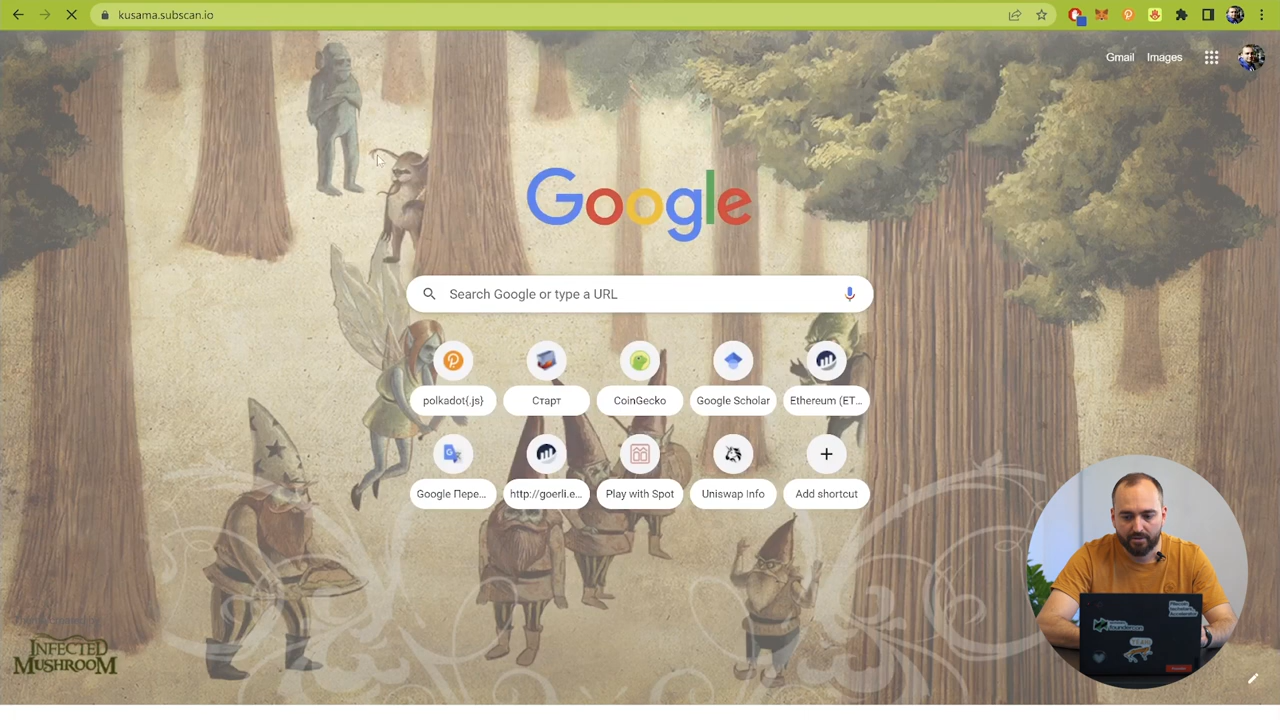 kusama.subscan.io
Gmail Images
Google
Search Google or type a URL
polkadot{.js}
Старт
CoinGecko
Google Scholar
Ethereum (ET...
Google Пере...
http://goerli.e...
Play with Spot
Uniswap Info
Add shortcut
INFECTED
MUSHROOM